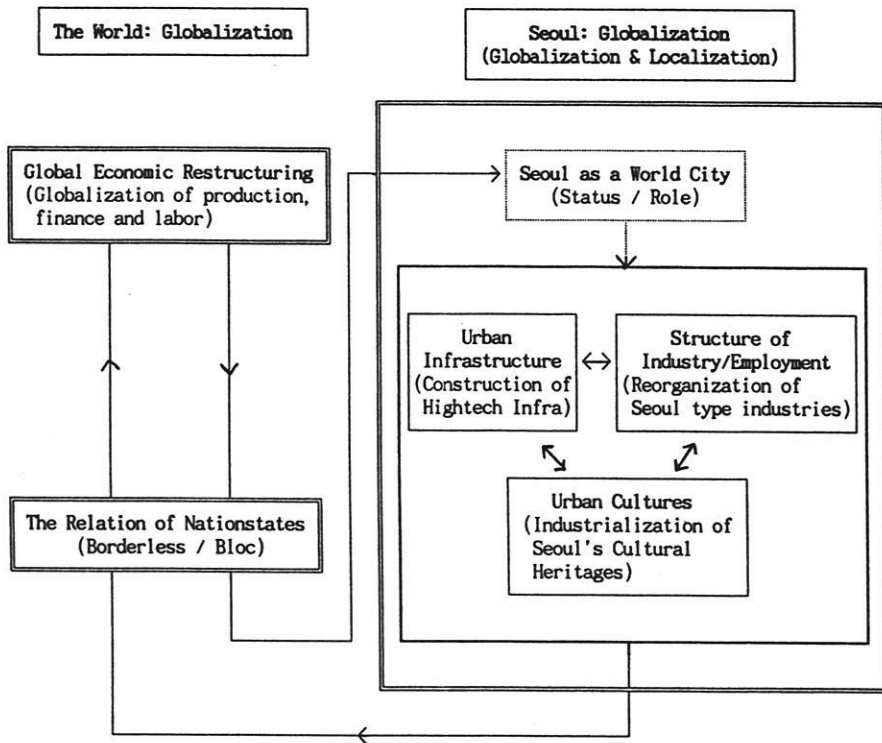 The World: Globalization
Seoul: Globalization
(Globalization & Localization)
Global Economic Restructuring
(Globalization of production,
finance and labor)
Seoul as a World City
(Status / Role)
Urban
Infrastructure
(Construction of
Hightech Infra)
Structure of
Industry/Employment
(Reorganization of
Seoul type industries)
The Relation of Nationstates
(Borderless / Bloc)
Urban Cultures
(Industrialization of
Seoul's Cultural
Heritages)